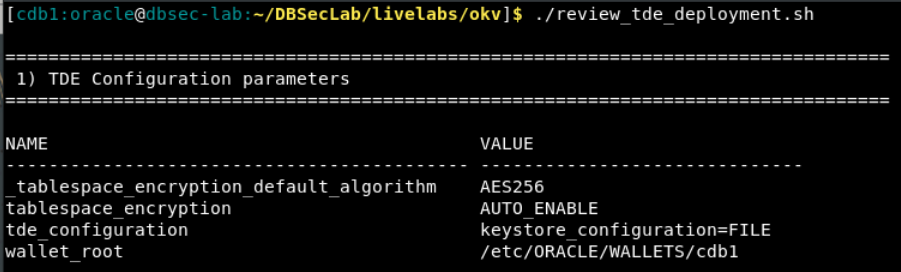 [cdb1:oracle@dbsec-lab:~/DBSecLab/livelabs/okv]$ ./review_tde_deployment.sh
===================================================================================
1) TDE Configuration parameters
===================================================================================
NAME VALUE
------------------------------------------- ------------------------------
_tablespace_encryption_default_algorithm AES256
tablespace_encryption AUTO_ENABLE
tde_configuration keystore_configuration=FILE
wallet_root /etc/ORACLE/WALLETS/cdb1